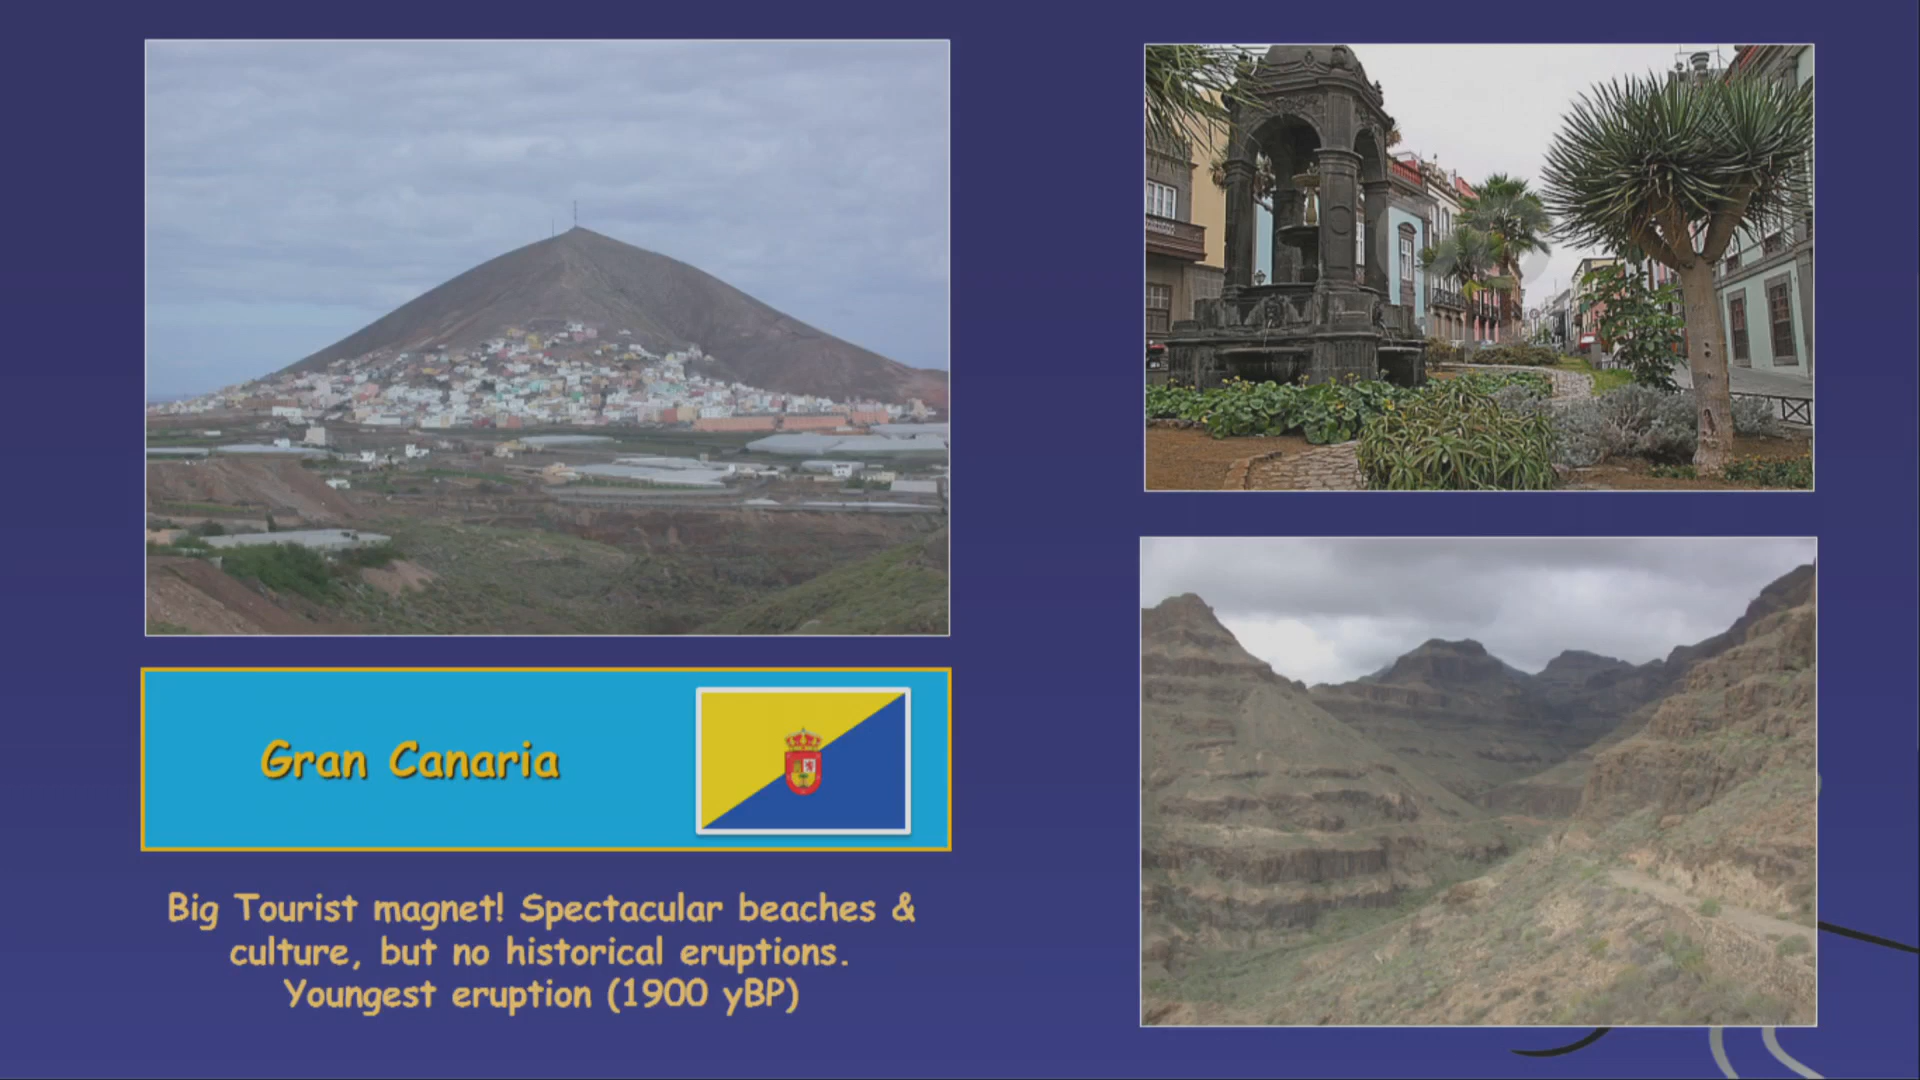 Gran Canaria
Big Tourist magnet! Spectacular beaches &
culture, but no historical eruptions.
Youngest eruption (1900 yBP)